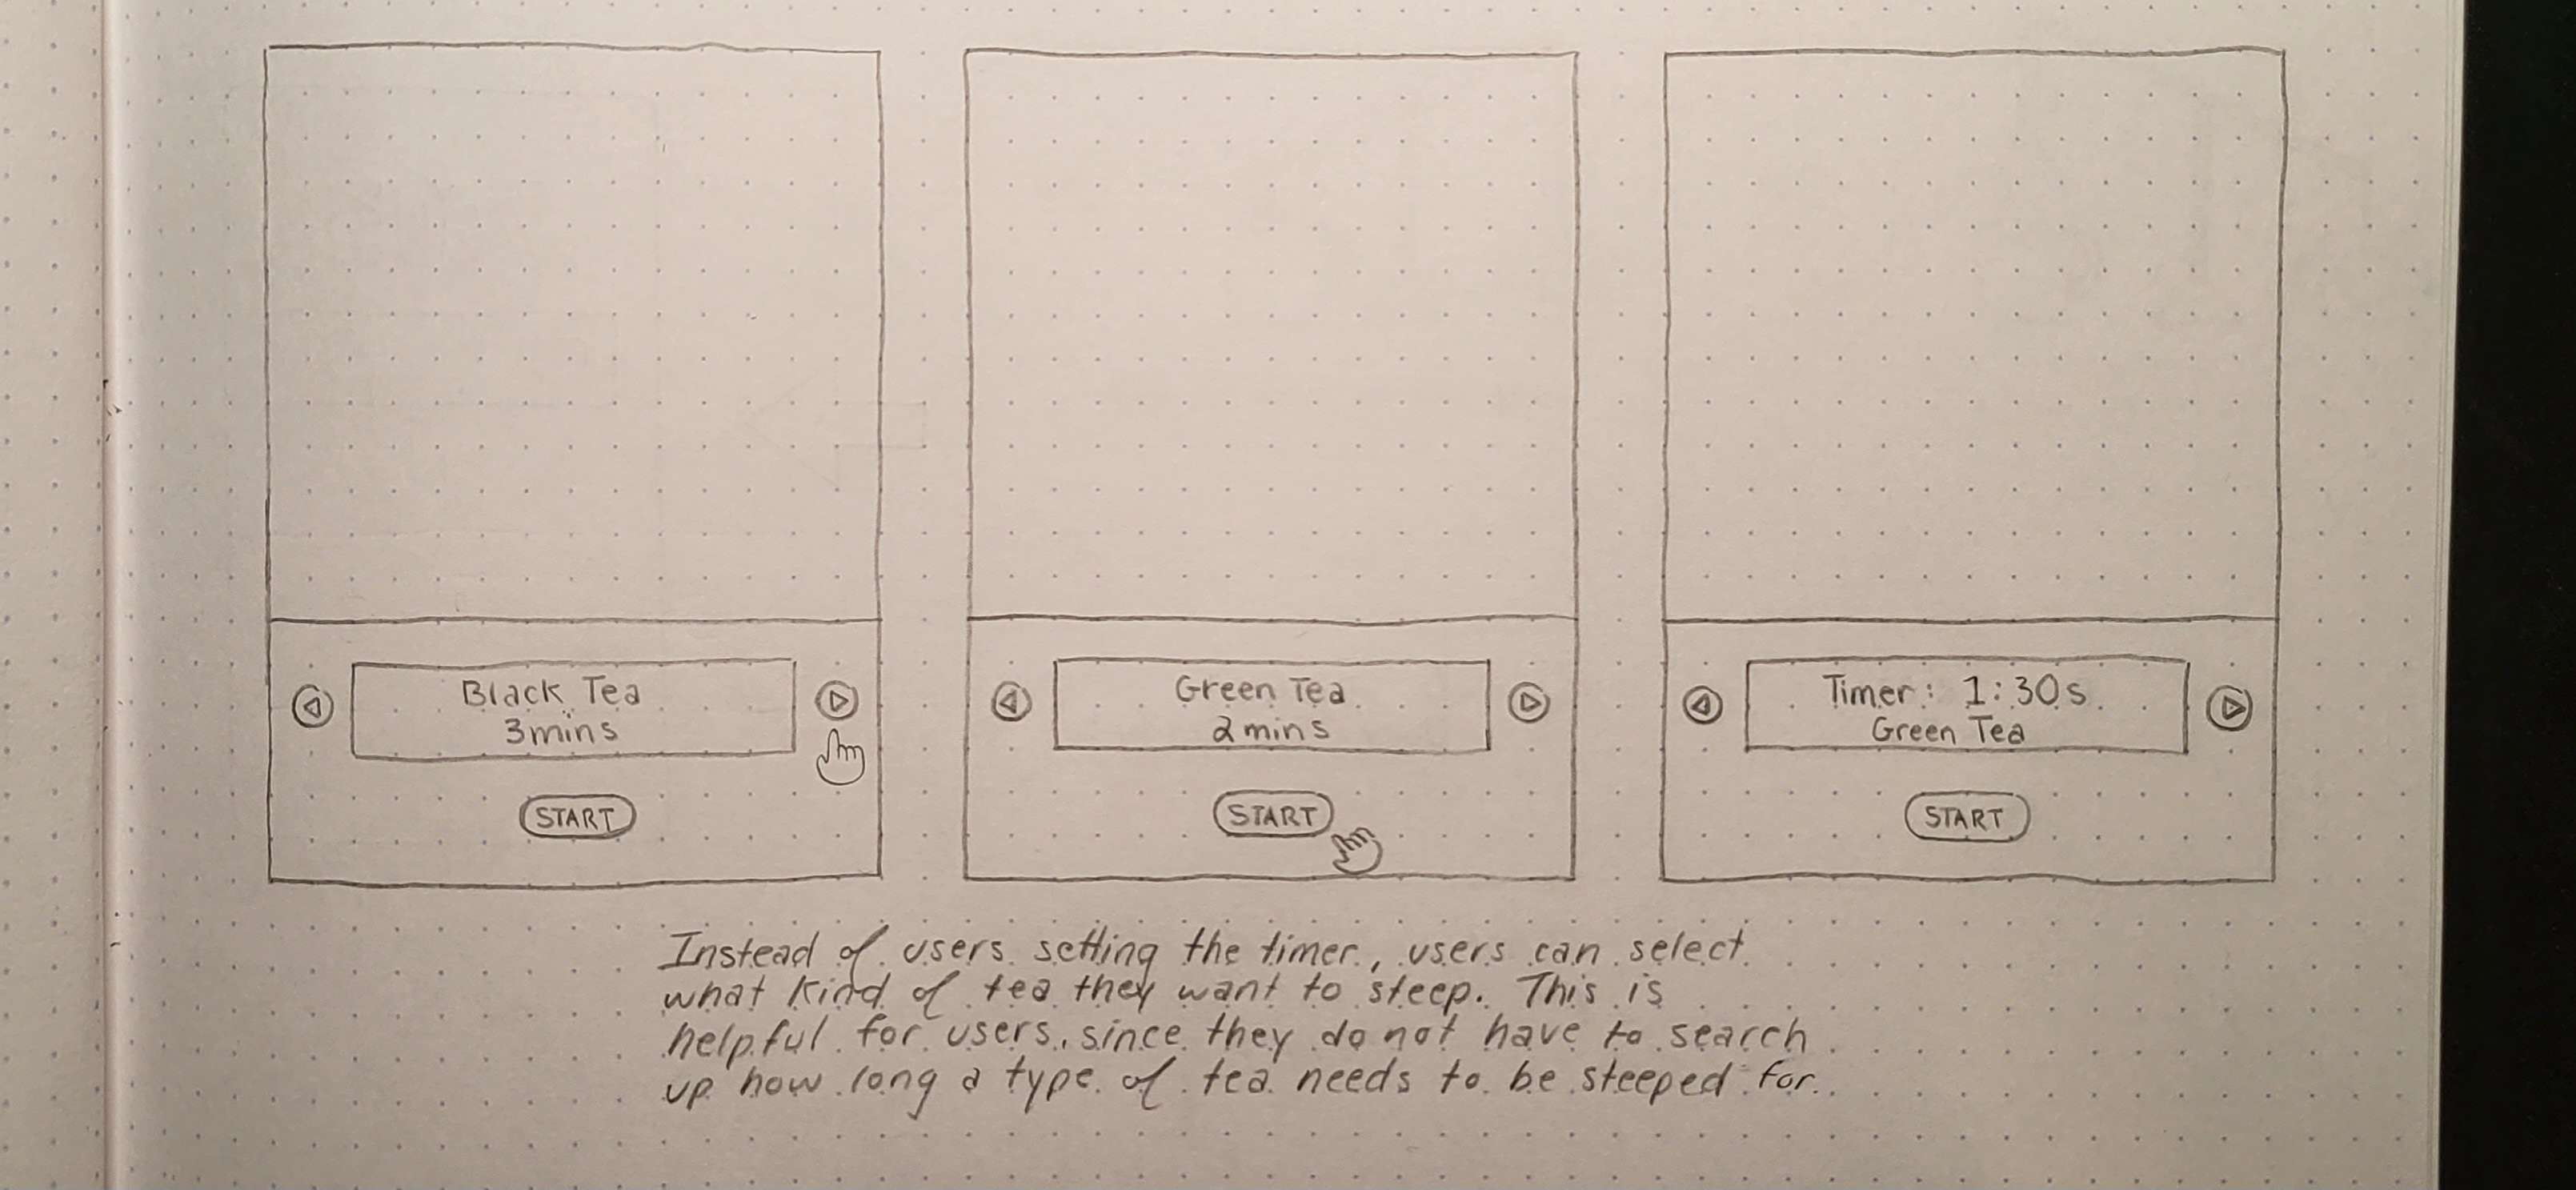 Black Tea
3mins
START
Green Tea
2mins
START
Timer: 1:30s
Green Tea
START
Instead of users setting the timer, users can select
what kind of tea they want to steep. This is
helpful for users, since they do not have to search
up how long a type of tea needs to be steeped for.